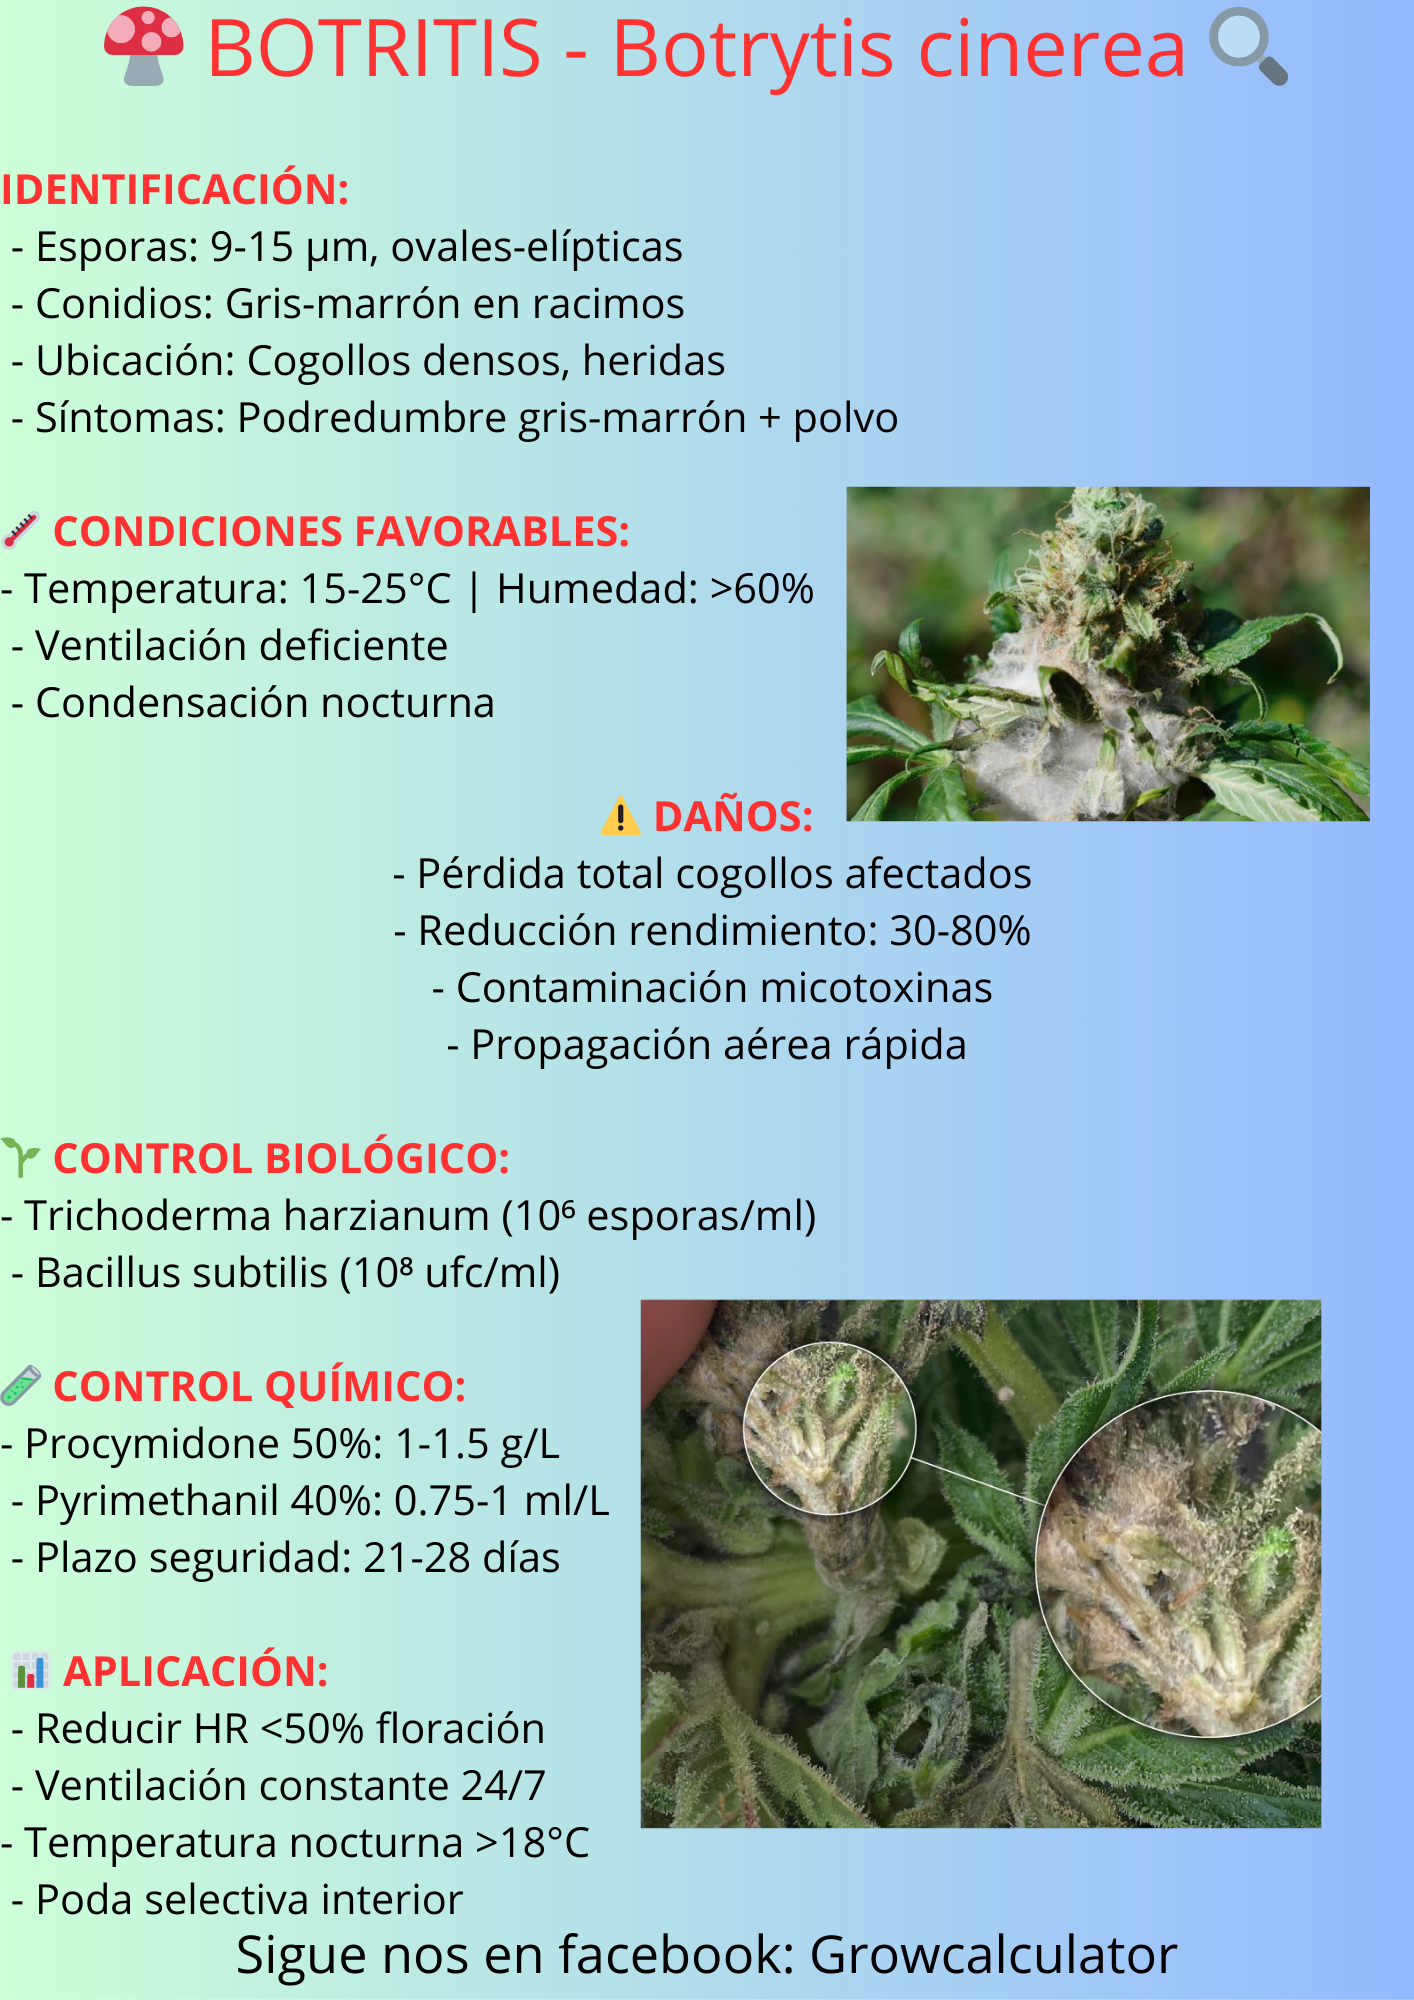 BOTRITIS - Botrytis cinerea
IDENTIFICACIÓN:
- Esporas: 9-15 μm, ovales-elípticas
- Conidios: Gris-marrón en racimos
- Ubicación: Cogollos densos, heridas
- Síntomas: Podredumbre gris-marrón + polvo
CONDICIONES FAVORABLES:
- Temperatura: 15-25°C | Humedad: >60%
- Ventilación deficiente
- Condensación nocturna
DAÑOS:
- Pérdida total cogollos afectados
- Reducción rendimiento: 30-80%
- Contaminación micotoxinas
- Propagación aérea rápida
CONTROL BIOLÓGICO:
- Trichoderma harzianum (10⁶ esporas/ml)
- Bacillus subtilis (10⁸ ufc/ml)
CONTROL QUÍMICO:
- Procymidone 50%: 1-1.5 g/L
- Pyrimethanil 40%: 0.75-1 ml/L
- Plazo seguridad: 21-28 días
APLICACIÓN:
- Reducir HR <50% floración
- Ventilación constante 24/7
- Temperatura nocturna >18°C
- Poda selectiva interior
Sigue nos en facebook: Growcalculator